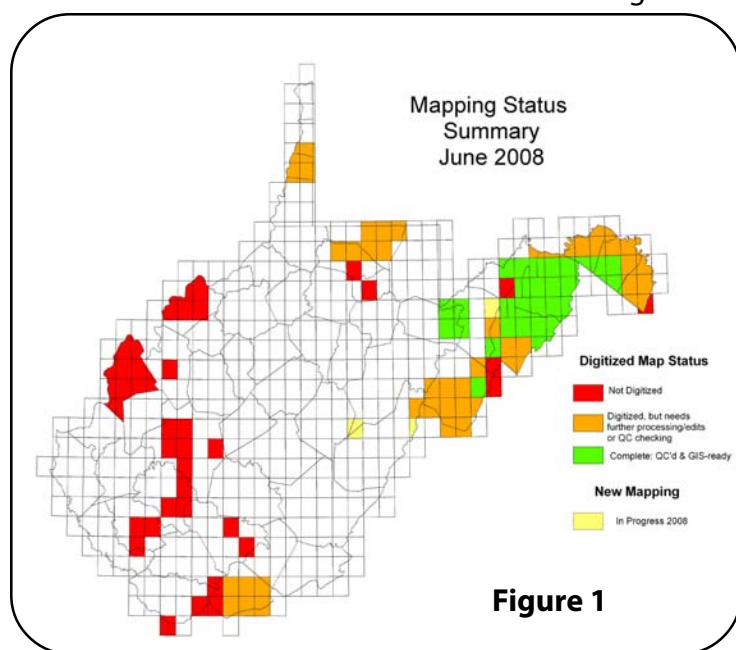 Mapping Status
Summary
June 2008
Digitized Map Status
Not Digitized
Digitized, but needs
further processing/edits
or QC checking
Complete: QC'd & GIS-ready
New Mapping
In Progress 2008
Figure 1